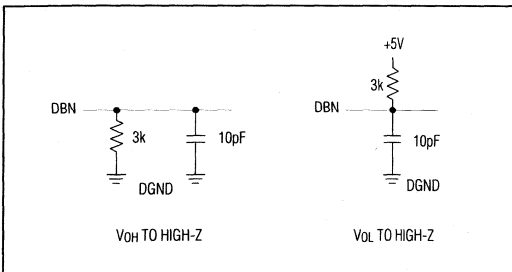 DBN
3k
10pF
DGND
VOH TO HIGH-Z
+5V
3k
DBN
10pF
DGND
VOL TO HIGH-Z